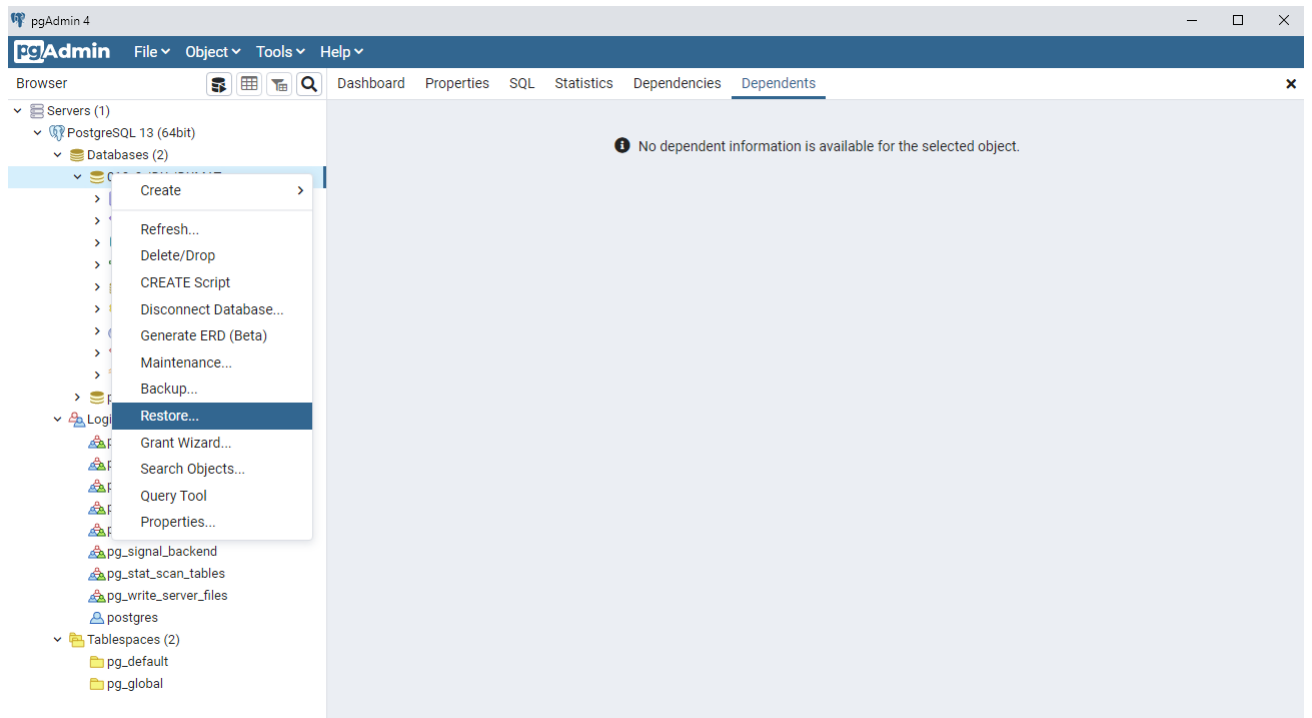 pgAdmin 4
pgAdmin File Object Tools Help
Browser Dashboard Properties SQL Statistics Dependencies Dependents
Servers (1)
PostgreSQL 13 (64bit)
Databases (2)
No dependent information is available for the selected object.
Create
Refresh...
Delete/Drop
CREATE Script
Disconnect Database...
Generate ERD (Beta)
Maintenance...
Backup...
Restore...
Grant Wizard...
Search Objects...
Query Tool
Properties...
pg_signal_backend
pg_stat_scan_tables
pg_write_server_files
postgres
Tablespaces (2)
pg_default
pg_global